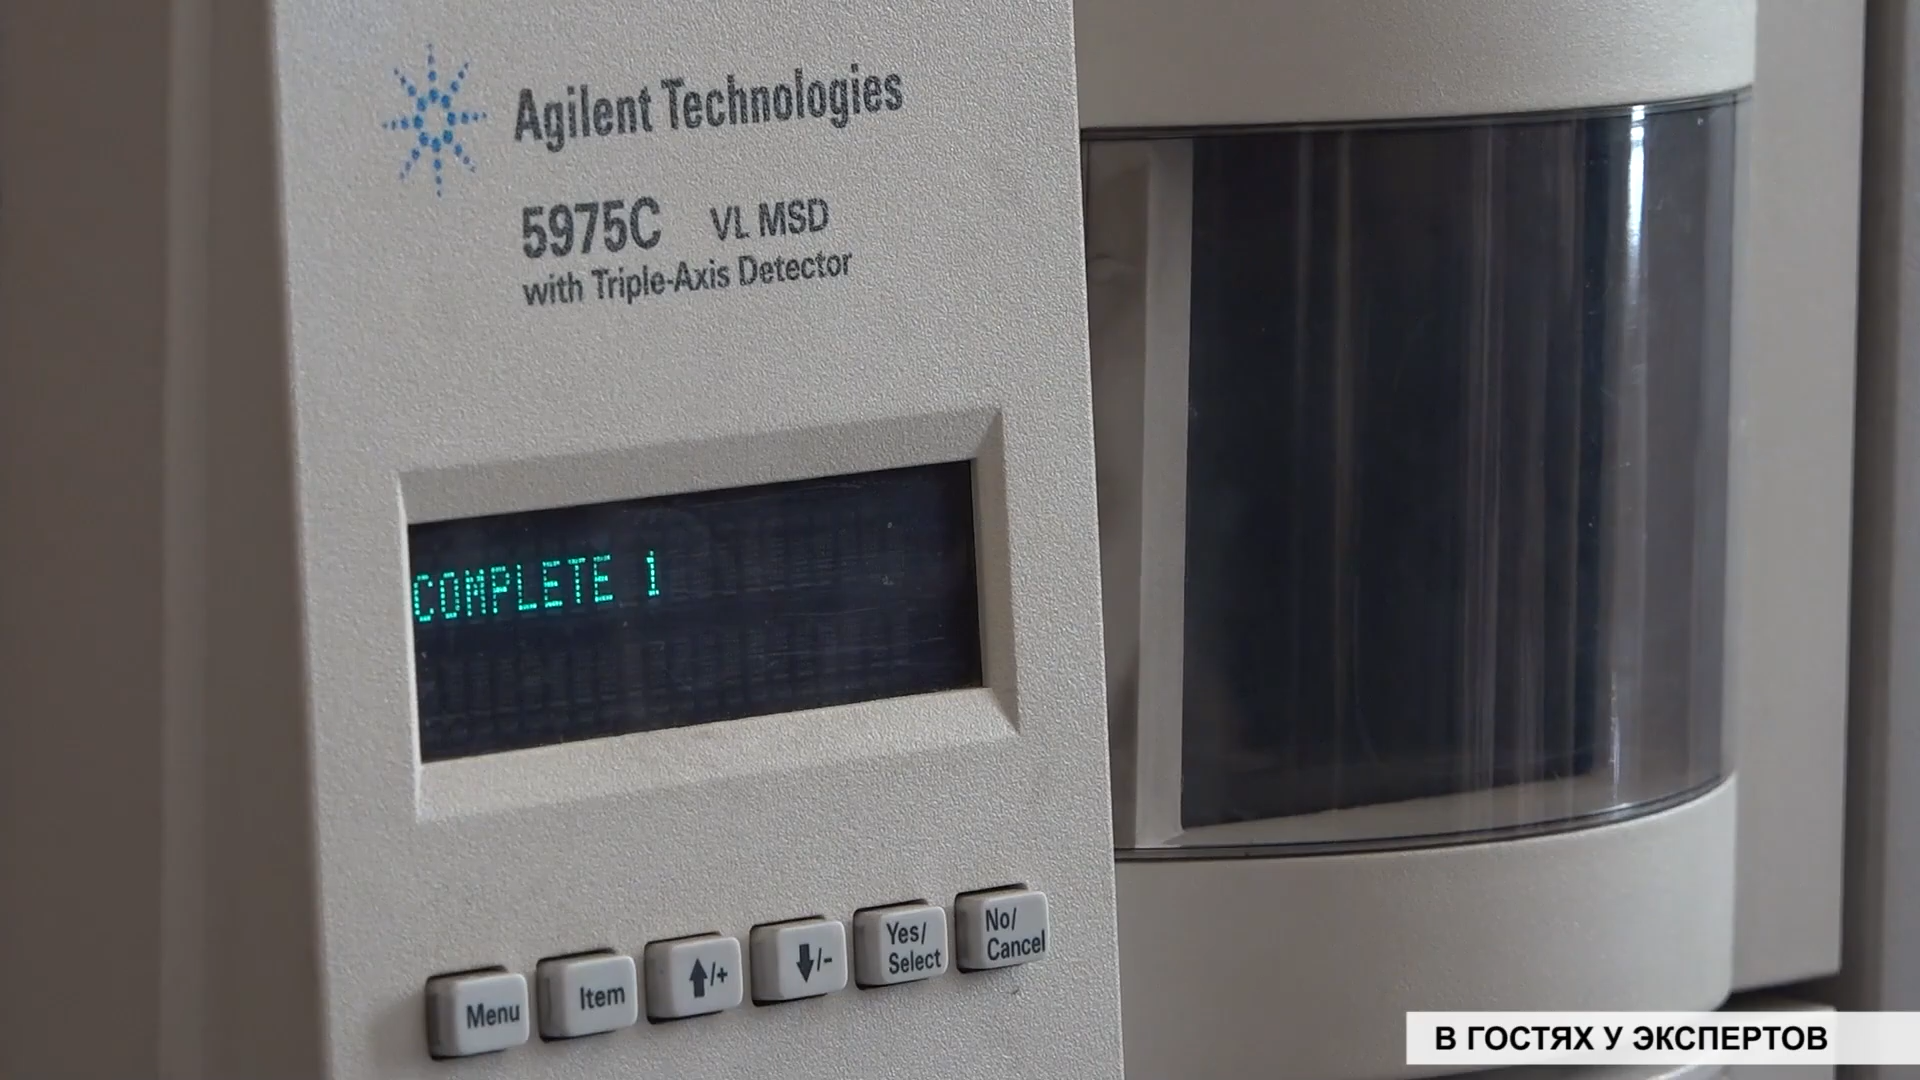 Agilent Technologies
5975C VL MSD
with Triple-Axis Detector
COMPLETE 1
Menu
Item
⬆/+
⬇/-
Yes/
Select
No/
Cancel
В ГОСТЯХ У ЭКСПЕРТОВ